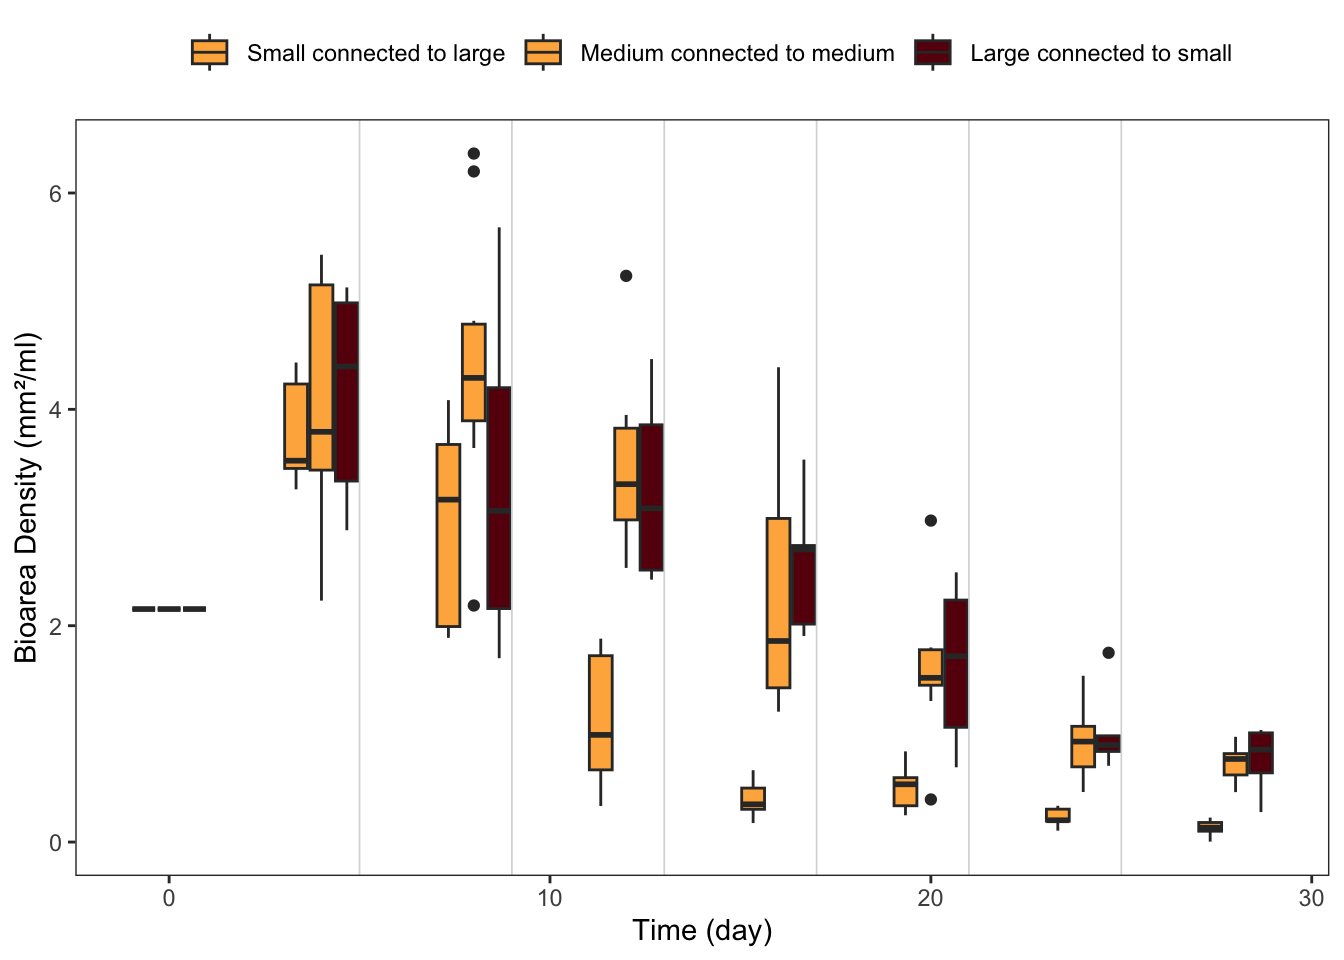 Small connected to large Medium connected to medium Large connected to small
6
4
2
0
Bioarea Density (mm²/ml)
0 10 20 30
Time (day)